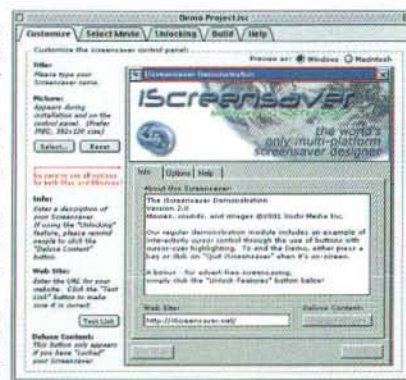 Demo Project.isc
Customize
Select Movie
Unlocking
Build
Help
Customize the screensaver control panel:
Preview as: Windows Macintosh
Title:
Please type your
Screensaver name.
Picture:
Appears during
installation and on the
control panel. (Prefer
JPEG, 382x120 size)
Select...
Reset
Be sure to set all options
for both Mac and Windows!
Info:
Enter a description of
your Screensaver.
If using the "Unlocking"
feature, please remind
people to click the
"Deluxe Content"
button.
Web Site:
Enter the URL for your
website. Click the "Test
Link" button to make
sure it is correct.
Test Link
Deluxe Content:
This button only appears
if you have "Locked"
your Screensaver.
iScreensaver Demonstration
iScreensaver
the world's
only multi-platform
screensaver designer
Info
Options
Help
About this Screensaver:
The iScreensaver Demonstration
Version 2.0
Movies, sounds, and images ©2001 Xochi Media Inc.
Our regular demonstration module includes an example of
interactivity cursor control through the use of buttons with
cursor-over highlighting. To end the Demo, either press a
key or click on "Quit iScreensaver" when it's on-screen.
A bonus - for advert-free screensaving,
simply click the "Unlock Features" button below!
Web Site:
http://iScreensaver.net/
Deluxe Content: